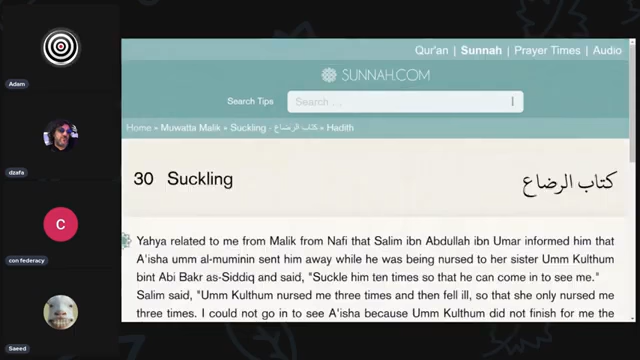 Qur'an | Sunnah | Prayer Times | Audio
SUNNAH.COM
Search Tips Search ...
Home » Muwatta Malik » Suckling - كتاب الرضاع » Hadith
30 Suckling كتاب الرضاع
Yahya related to me from Malik from Nafi that Salim ibn Abdullah ibn Umar informed him that
A'isha umm al-muminin sent him away while he was being nursed to her sister Umm Kulthum
bint Abi Bakr as-Siddiq and said, "Suckle him ten times so that he can come in to see me."
Salim said, "Umm Kulthum nursed me three times and then fell ill, so that she only nursed me
three times. I could not go in to see A'isha because Umm Kulthum did not finish for me the
Adam
dzafa
C
con federacy
Saeed